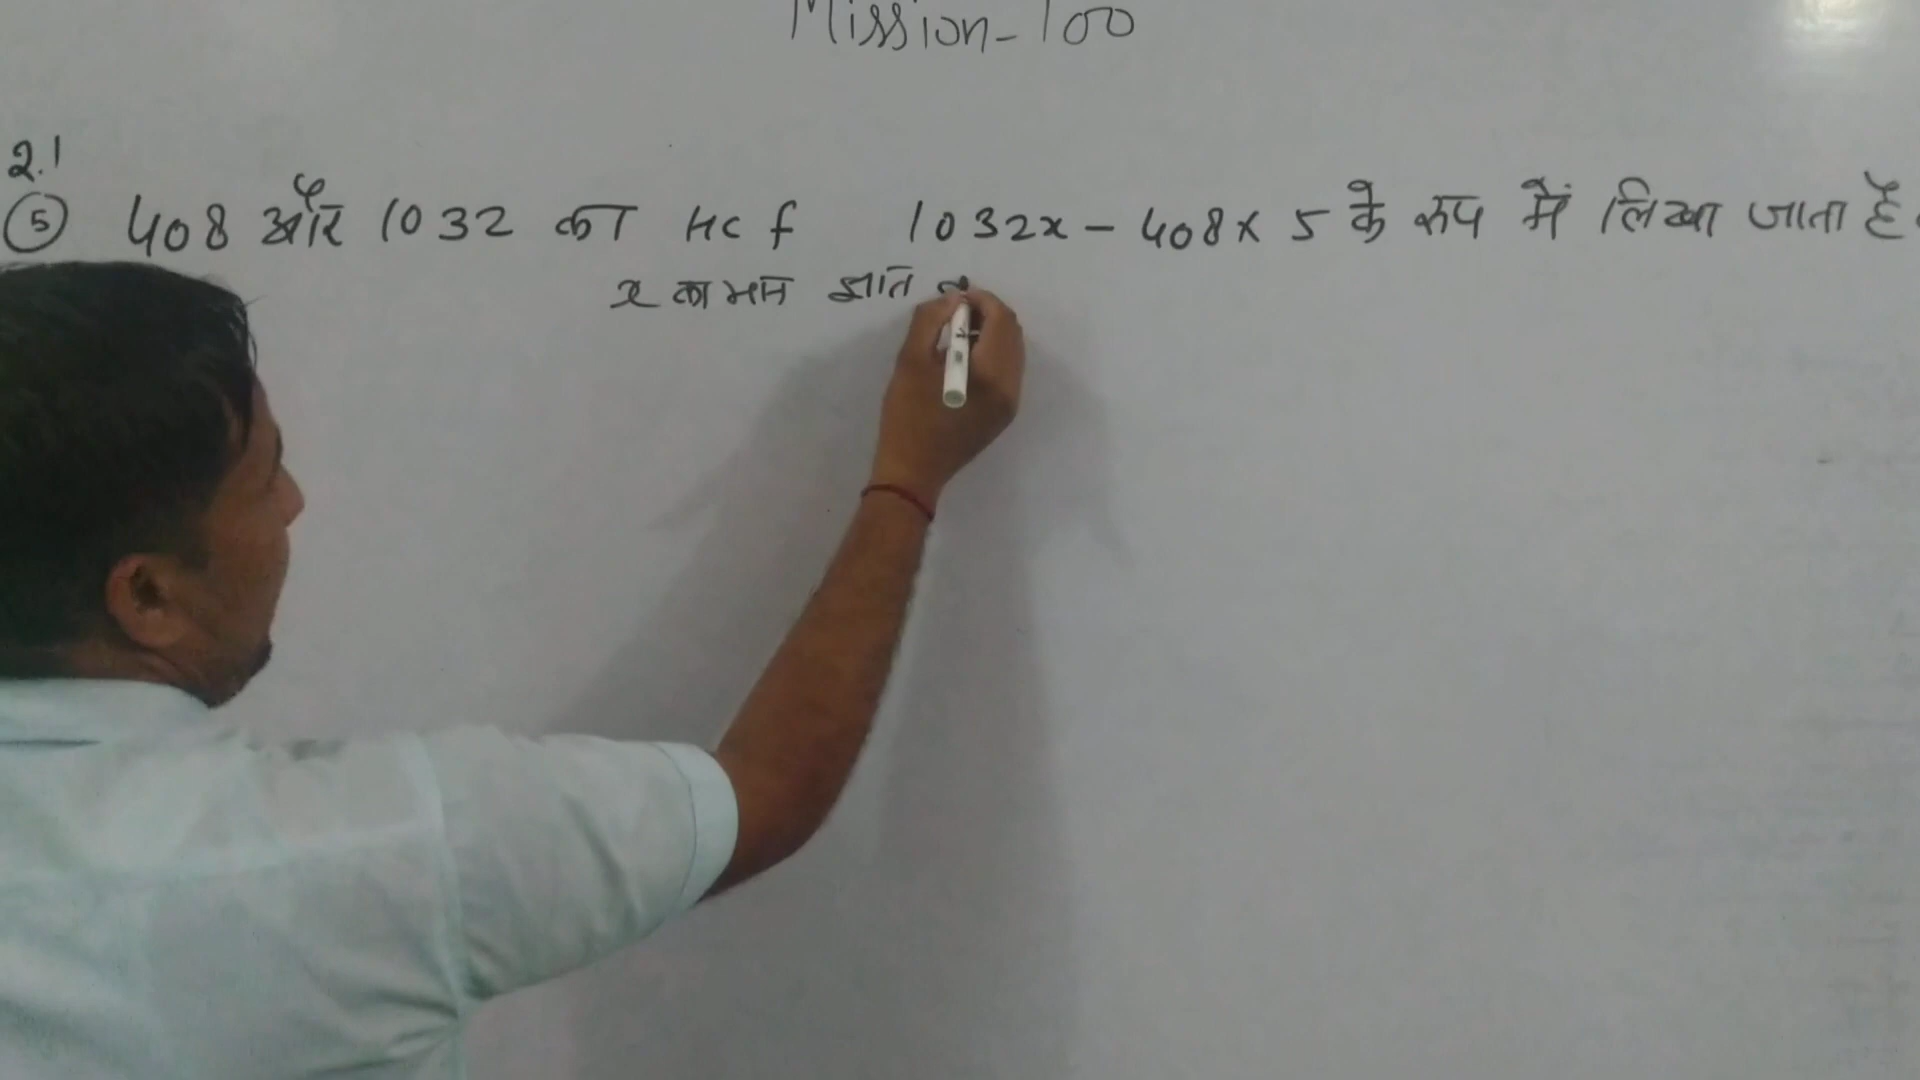 Mission-100
2.1
⑤ 408 और 1032 का HCf 1032x - 408 × 5 के रूप में लिखा जाता है
x का मान ज्ञात